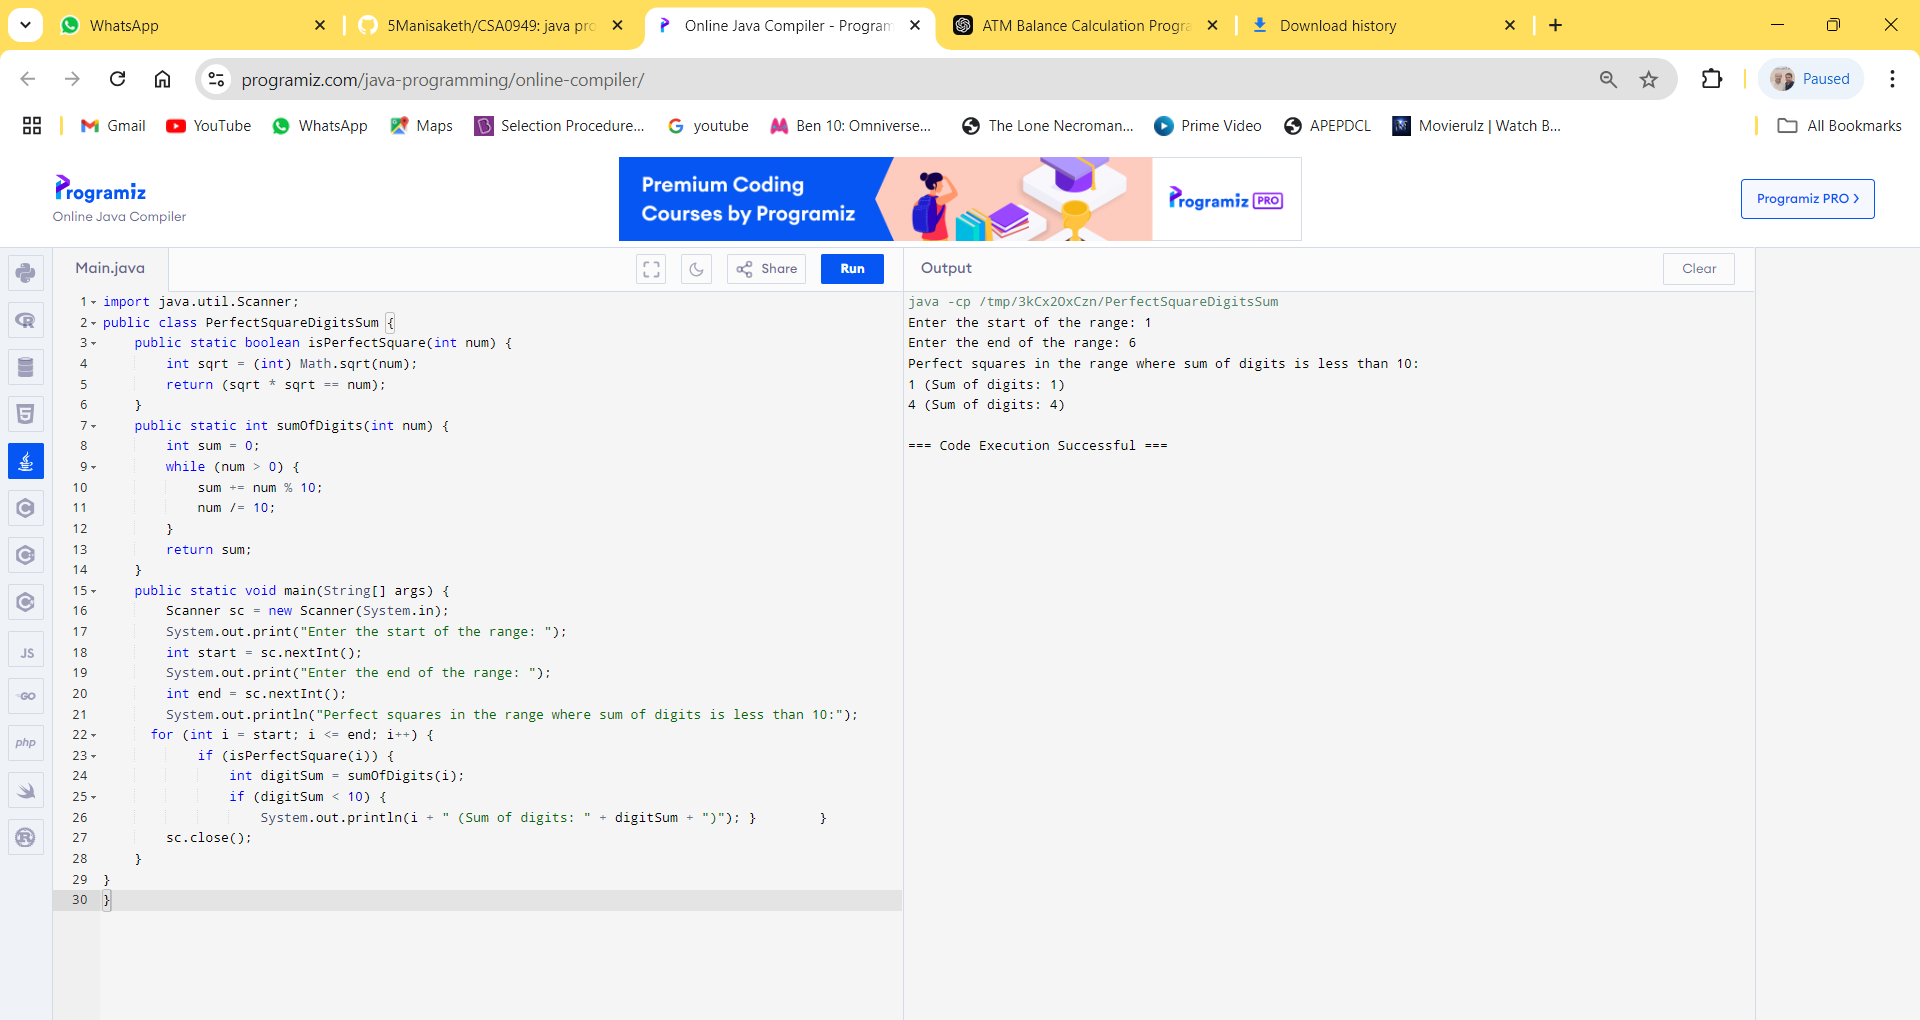 WhatsApp
5Manisaketh/CSA0949: java pro
Online Java Compiler - Program
ATM Balance Calculation Progra
Download history
programiz.com/java-programming/online-compiler/
Paused
Gmail
YouTube
WhatsApp
Maps
Selection Procedure...
youtube
Ben 10: Omniverse...
The Lone Necroman...
Prime Video
APEPDCL
Movierulz | Watch B...
All Bookmarks
Programiz
Online Java Compiler
Premium Coding
Courses by Programiz
Programiz PRO
Programiz PRO >
Main.java
Share
Run
Output
Clear
1 import java.util.Scanner;
2 public class PerfectSquareDigitsSum {
3     public static boolean isPerfectSquare(int num) {
4         int sqrt = (int) Math.sqrt(num);
5         return (sqrt * sqrt == num);
6     }
7     public static int sumOfDigits(int num) {
8         int sum = 0;
9         while (num > 0) {
10             sum += num % 10;
11             num /= 10;
12         }
13         return sum;
14     }
15     public static void main(String[] args) {
16         Scanner sc = new Scanner(System.in);
17         System.out.print("Enter the start of the range: ");
18         int start = sc.nextInt();
19         System.out.print("Enter the end of the range: ");
20         int end = sc.nextInt();
21         System.out.println("Perfect squares in the range where sum of digits is less than 10:");
22       for (int i = start; i <= end; i++) {
23             if (isPerfectSquare(i)) {
24                 int digitSum = sumOfDigits(i);
25                 if (digitSum < 10) {
26                     System.out.println(i + " (Sum of digits: " + digitSum + ")"); }        }
27         sc.close();
28     }
29 }
30 }
java -cp /tmp/3kCx2OxCzn/PerfectSquareDigitsSum
Enter the start of the range: 1
Enter the end of the range: 6
Perfect squares in the range where sum of digits is less than 10:
1 (Sum of digits: 1)
4 (Sum of digits: 4)
=== Code Execution Successful ===
JS
GO
php